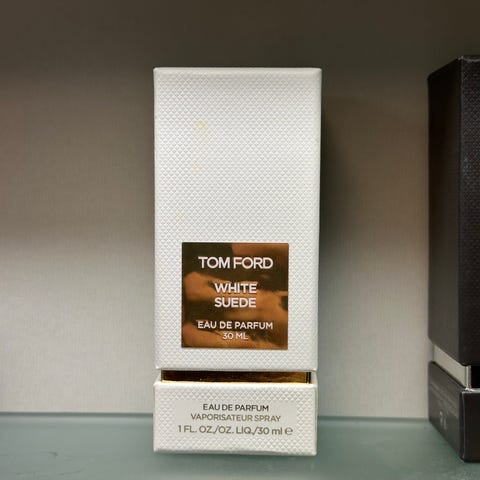 TOM FORD
WHITE
SUEDE
EAU DE PARFUM
30 ML
EAU DE PARFUM
VAPORISATEUR SPRAY
1 FL. OZ./OZ. LIQ./30 ml ℮